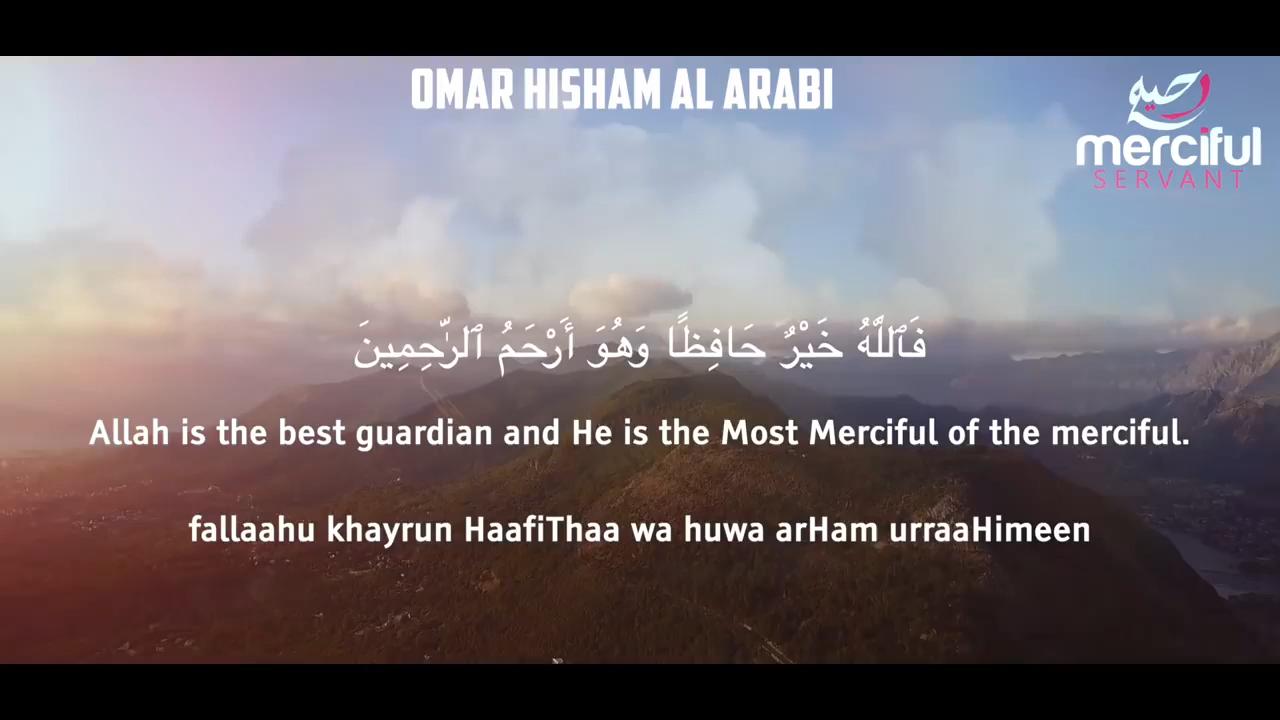 OMAR HISHAM AL ARABI
merciful
SERVANT
فَٱللَّهُ خَيْرٌ حَافِظًا وَهُوَ أَرْحَمُ ٱلرَّٰحِمِينَ
Allah is the best guardian and He is the Most Merciful of the merciful.
fallaahu khayrun HaafiThaa wa huwa arHam urraaHimeen